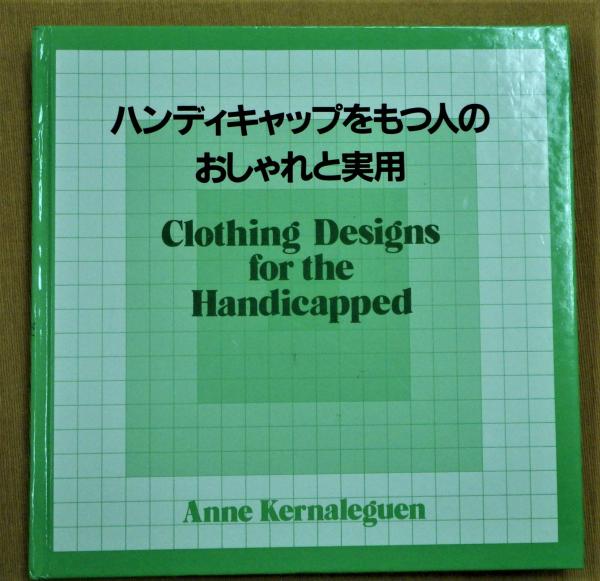 ハンディキャップをもつ人の
おしゃれと実用
Clothing Designs
for the
Handicapped
Anne Kernaleguen